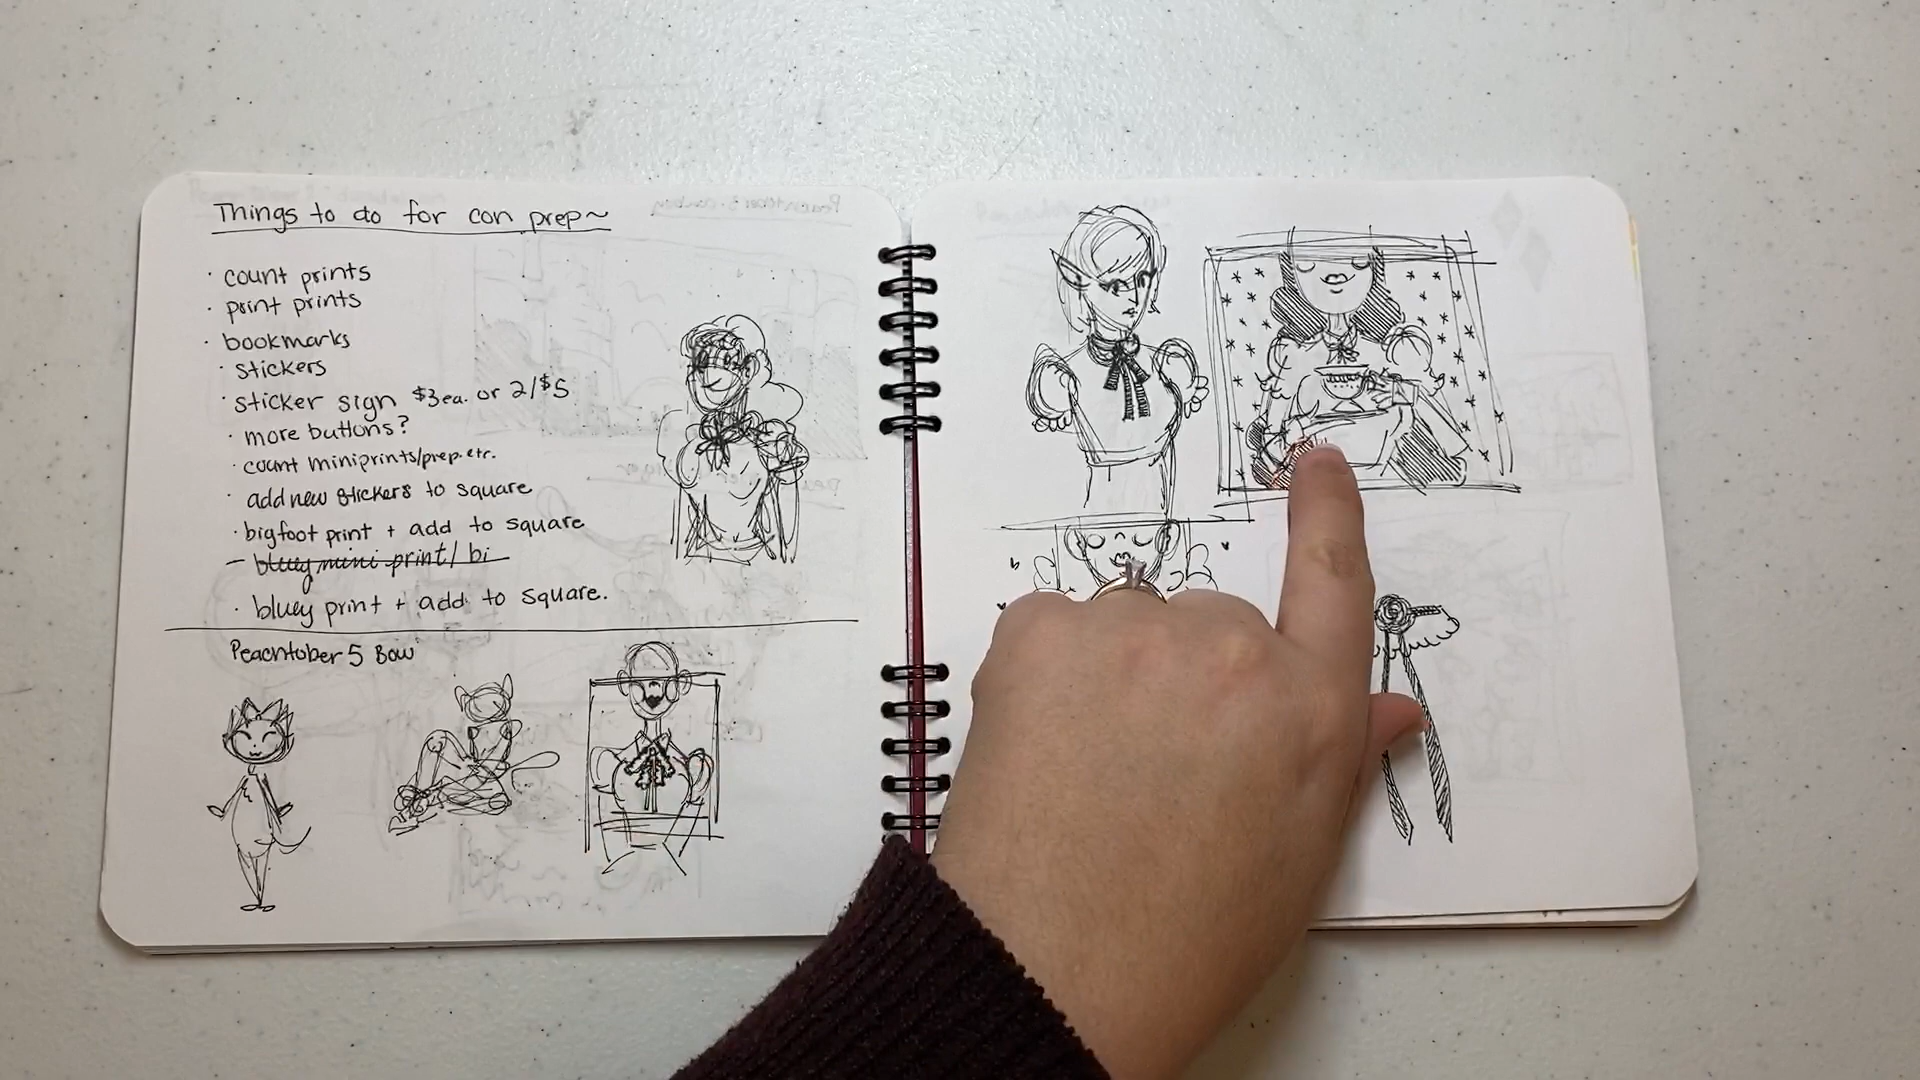 Things to do for con prep~
· count prints
· print prints
· bookmarks
· stickers
· sticker sign $3ea. or 2/$5
· more buttons?
· count miniprints/prep. etc.
· add new stickers to square
· bigfoot print + add to square
– bluey mini print/ bi
· bluey print + add to square.
Peachtober 5 Bow